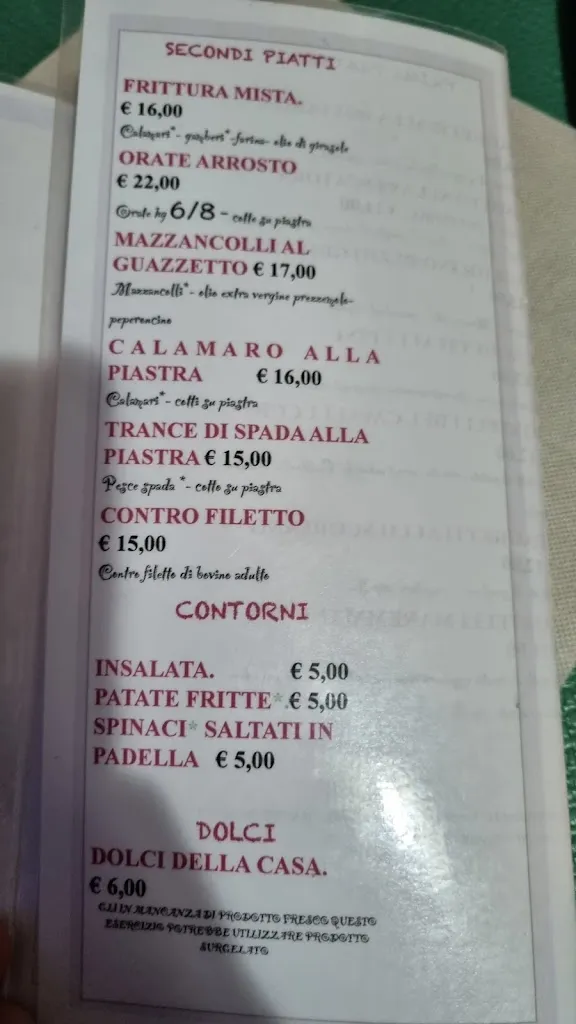 SECONDI PIATTI
FRITTURA MISTA.
€ 16,00
Calamari*- gamberi*-farina- olio di girasole
ORATE ARROSTO
€ 22,00
Orate kg 6/8 - cotte su piastra
MAZZANCOLLI AL
GUAZZETTO € 17,00
Mazzancolli*- olio extra vergine prezzemolo-
peperoncino
CALAMARO ALLA
PIASTRA € 16,00
Calamari*- cotti su piastra
TRANCE DI SPADA ALLA
PIASTRA € 15,00
Pesce spada *- cotto su piastra
CONTRO FILETTO
€ 15,00
Contro filetto di bovino adulto
CONTORNI
INSALATA. € 5,00
PATATE FRITTE*.€ 5,00
SPINACI* SALTATI IN
PADELLA € 5,00
DOLCI
DOLCI DELLA CASA.
€ 6,00
IN MANCANZA DI PRODOTTO FRESCO QUESTO
ESERCIZIO POTREBBE UTILIZZARE PRODOTTO
SURGELATO